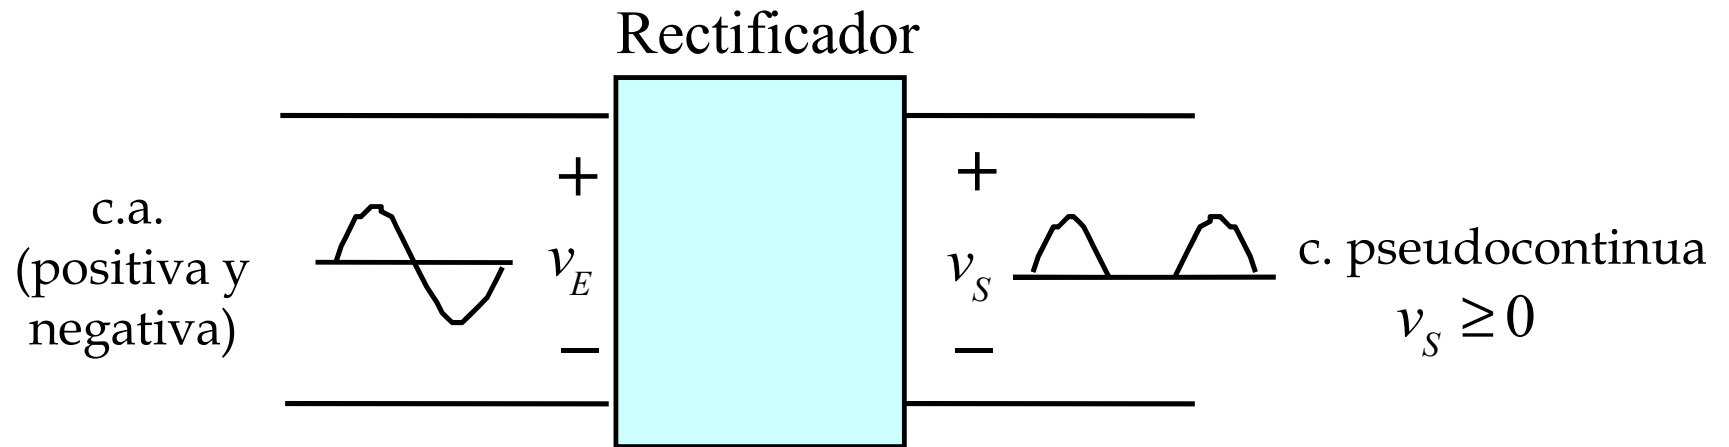 Rectificador
+
+
c.a.
(positiva y
negativa)
v_E
v_S
c. pseudocontinua
v_S ≥ 0
−
−